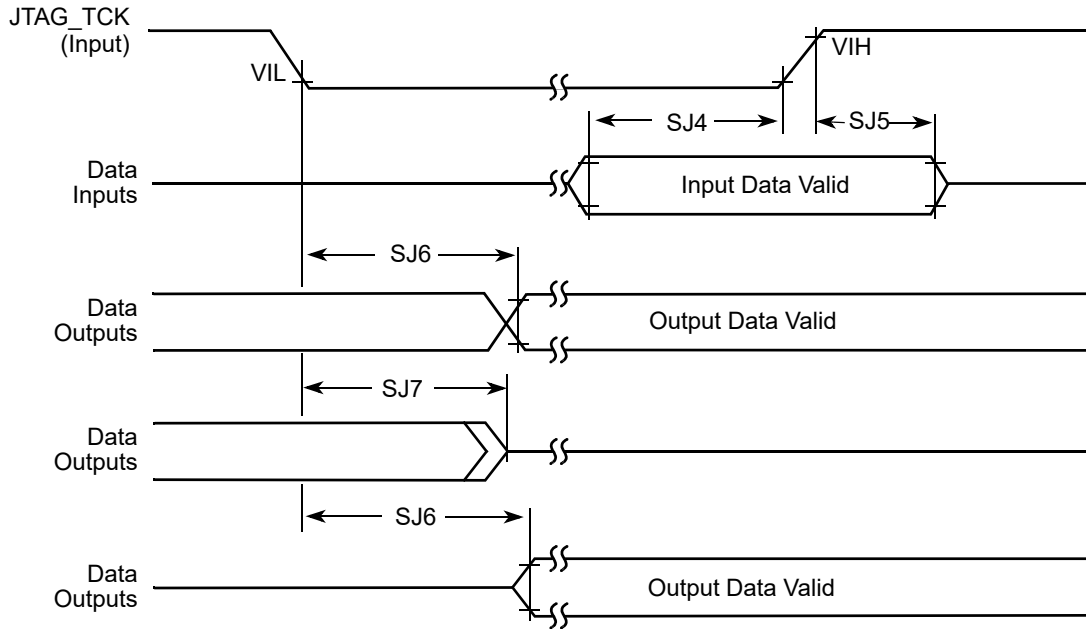 JTAG_TCK
(Input)
VIL
VIH
SJ4
SJ5
Data
Inputs
Input Data Valid
SJ6
Data
Outputs
Output Data Valid
SJ7
Data
Outputs
SJ6
Data
Outputs
Output Data Valid